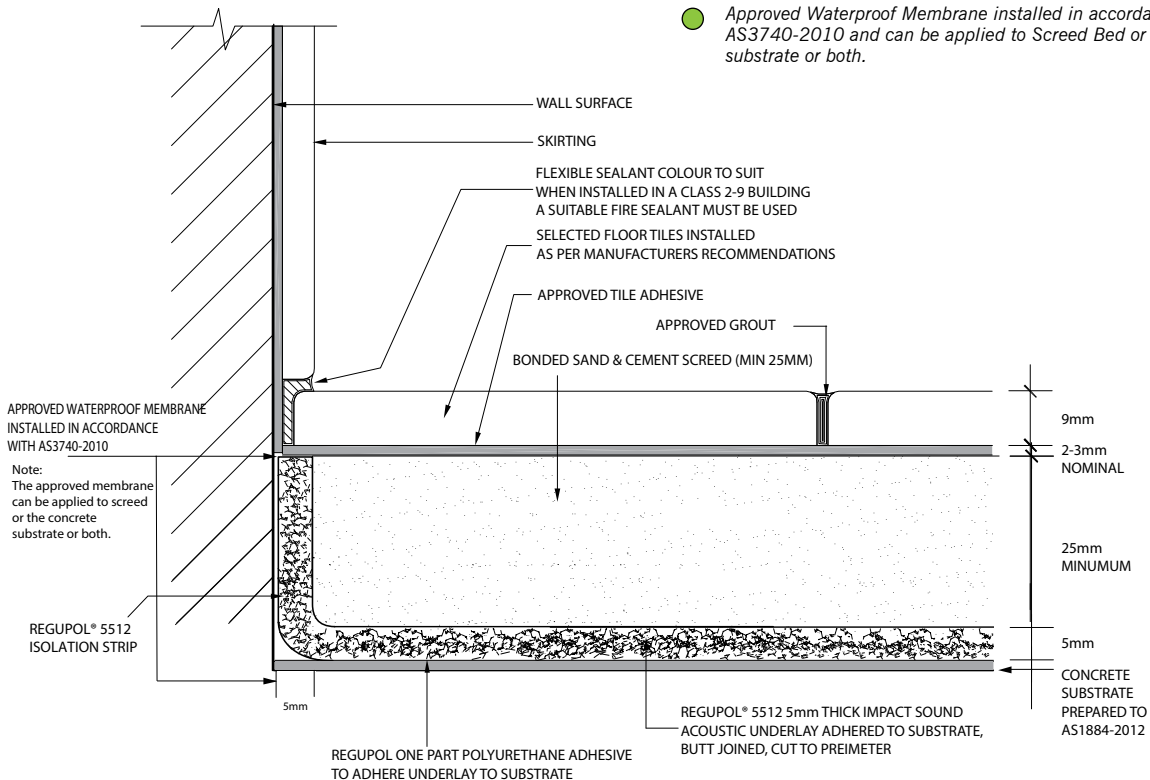 Approved Waterproof Membrane installed in
AS3740-2010 and can be applied to Screed Bed or
substrate or both.
WALL SURFACE
SKIRTING
FLEXIBLE SEALANT COLOUR TO SUIT
WHEN INSTALLED IN A CLASS 2-9 BUILDING
A SUITABLE FIRE SEALANT MUST BE USED
SELECTED FLOOR TILES INSTALLED
AS PER MANUFACTURERS RECOMMENDATIONS
APPROVED TILE ADHESIVE
APPROVED GROUT
BONDED SAND & CEMENT SCREED (MIN 25MM)
APPROVED WATERPROOF MEMBRANE
INSTALLED IN ACCORDANCE
WITH AS3740-2010
Note:
The approved membrane
can be applied to screed
or the concrete
substrate or both.
REGUPOL® 5512
ISOLATION STRIP
9mm
2-3mm
NOMINAL
25mm
MINUMUM
5mm
CONCRETE
SUBSTRATE
PREPARED TO
AS1884-2012
5mm
REGUPOL® 5512 5mm THICK IMPACT SOUND
ACOUSTIC UNDERLAY ADHERED TO SUBSTRATE,
BUTT JOINED, CUT TO PREIMETER
REGUPOL ONE PART POLYURETHANE ADHESIVE
TO ADHERE UNDERLAY TO SUBSTRATE